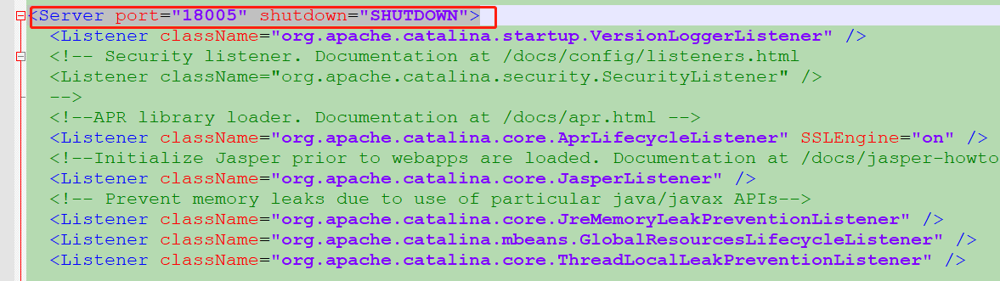 <Server port="18005" shutdown="SHUTDOWN">
<Listener className="org.apache.catalina.startup.VersionLoggerListener" />
<!-- Security listener. Documentation at /docs/config/listeners.html
<Listener className="org.apache.catalina.security.SecurityListener" />
-->
<!--APR library loader. Documentation at /docs/apr.html -->
<Listener className="org.apache.catalina.core.AprLifecycleListener" SSLEngine="on" />
<!--Initialize Jasper prior to webapps are loaded. Documentation at /docs/jasper-howto
<Listener className="org.apache.catalina.core.JasperListener" />
<!-- Prevent memory leaks due to use of particular java/javax APIs-->
<Listener className="org.apache.catalina.core.JreMemoryLeakPreventionListener" />
<Listener className="org.apache.catalina.mbeans.GlobalResourcesLifecycleListener" />
<Listener className="org.apache.catalina.core.ThreadLocalLeakPreventionListener" />